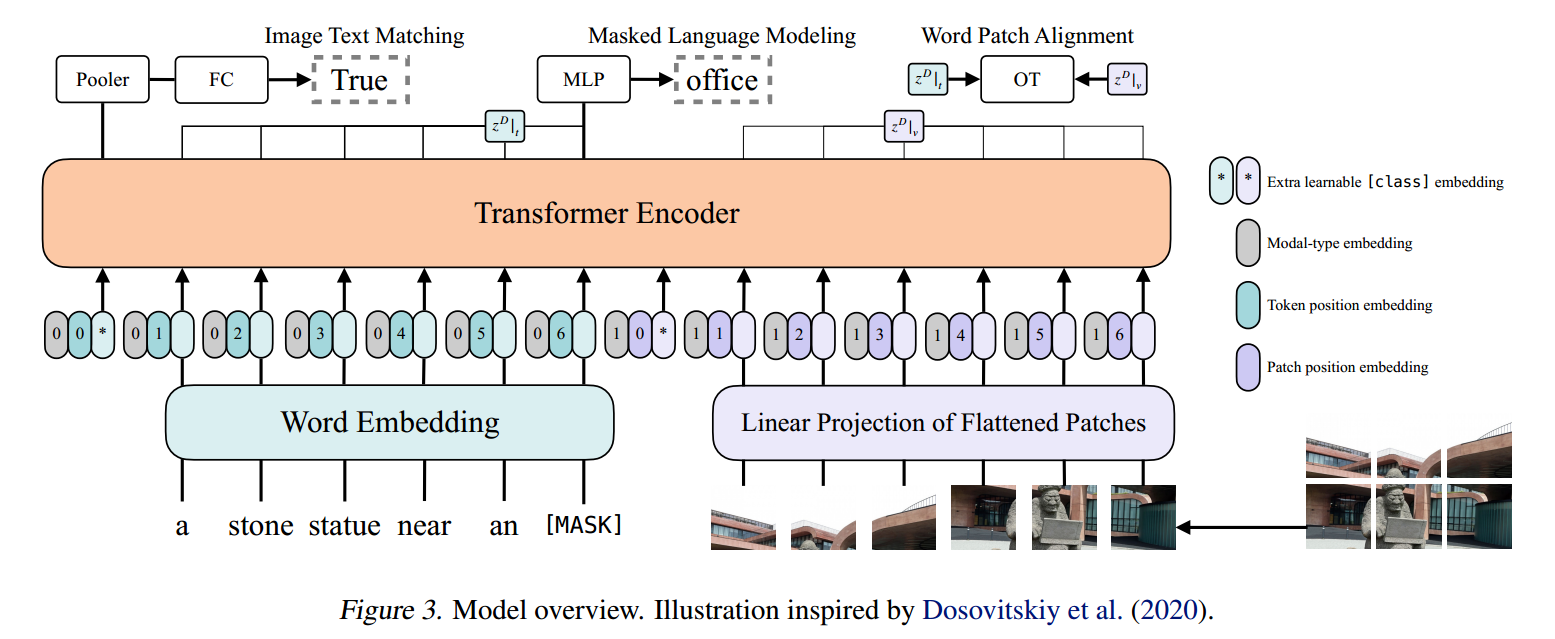 Image Text Matching Masked Language Modeling Word Patch Alignment
Pooler FC True MLP office z^D|_t OT z^D|_v
z^D|_t z^D|_v
Transformer Encoder
* * Extra learnable [class] embedding
Modal-type embedding
Token position embedding
Patch position embedding
0 0 * 0 1 0 2 0 3 0 4 0 5 0 6 1 0 * 1 1 1 2 1 3 1 4 1 5 1 6
Word Embedding Linear Projection of Flattened Patches
a stone statue near an [MASK]
Figure 3. Model overview. Illustration inspired by Dosovitskiy et al. (2020).